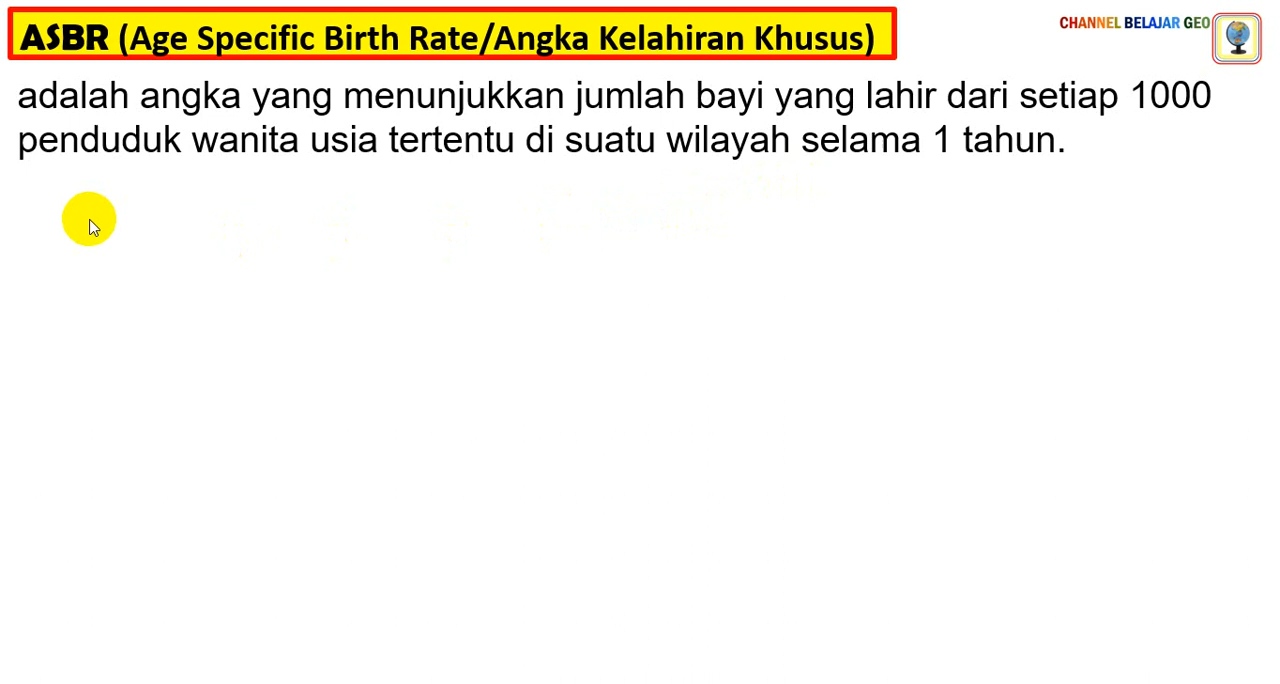 ASBR (Age Specific Birth Rate/Angka Kelahiran Khusus)
CHANNEL BELAJAR GEO
adalah angka yang menunjukkan jumlah bayi yang lahir dari setiap 1000
penduduk wanita usia tertentu di suatu wilayah selama 1 tahun.